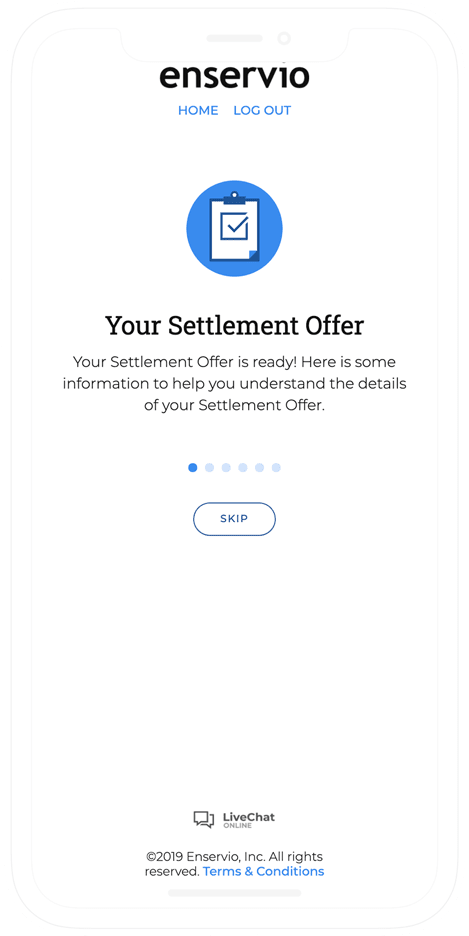 enservio
HOME LOG OUT
Your Settlement Offer
Your Settlement Offer is ready! Here is some
information to help you understand the details
of your Settlement Offer.
SKIP
LiveChat
ONLINE
©2019 Enservio, Inc. All rights
reserved. Terms & Conditions